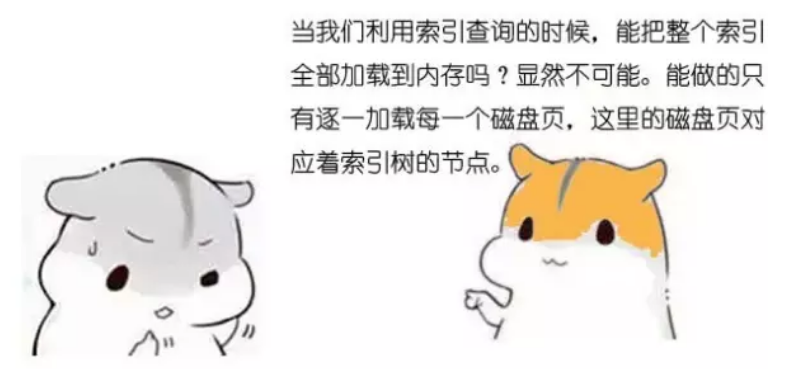 当我们利用索引查询的时候，能把整个索引
全部加载到内存吗？显然不可能。能做的只
有逐一加载每一个磁盘页，这里的磁盘页对
应着索引树的节点。